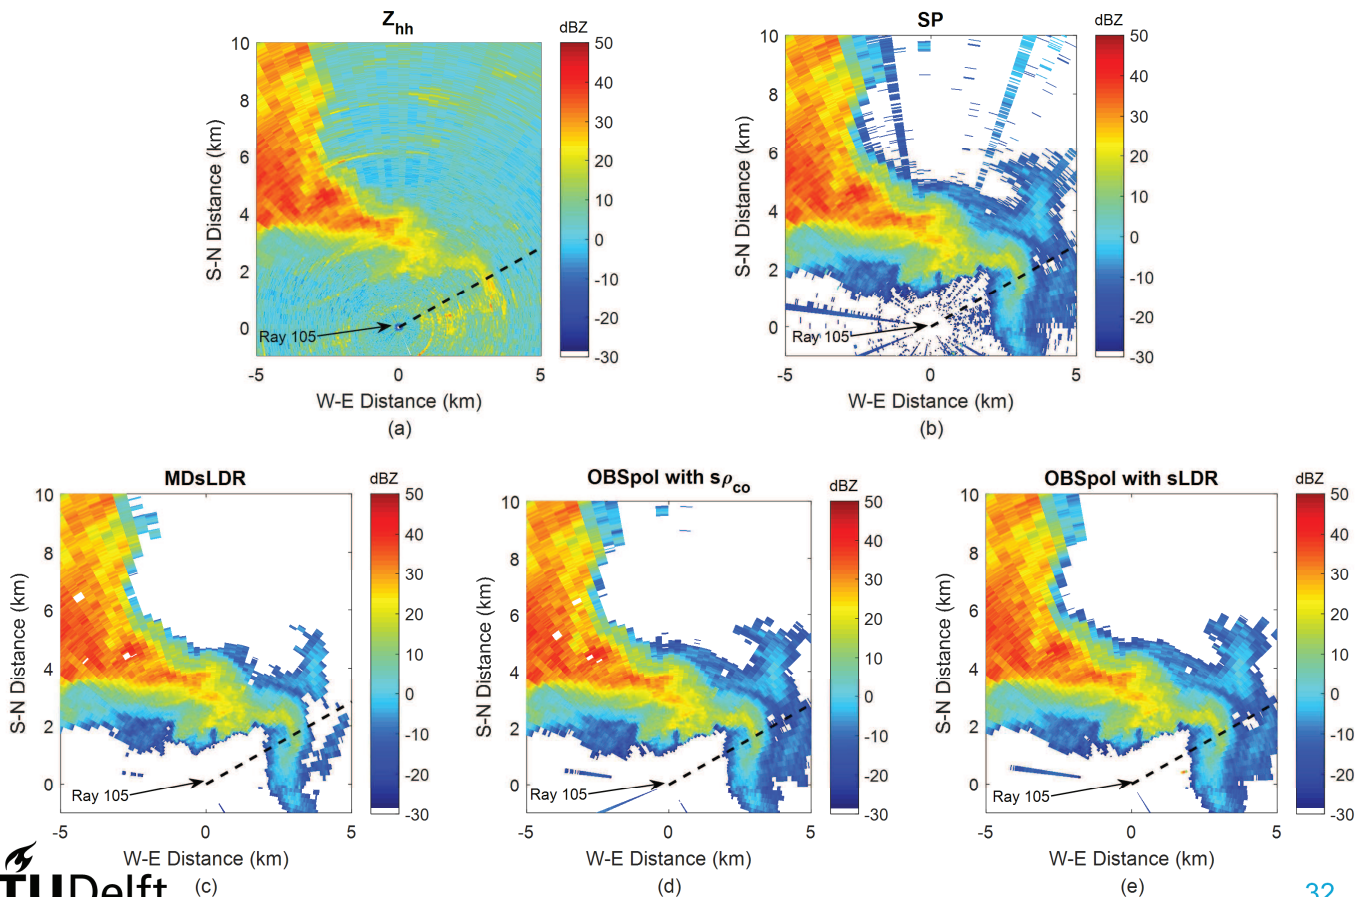 Z_hh
dBZ
10
8
6
4
2
0
S-N Distance (km)
Ray 105
-5 0 5
W-E Distance (km)
(a)
50
40
30
20
10
0
-10
-20
-30
SP
dBZ
10
8
6
4
2
0
S-N Distance (km)
Ray 105
-5 0 5
W-E Distance (km)
(b)
50
40
30
20
10
0
-10
-20
-30
MDsLDR
dBZ
10
8
6
4
2
0
S-N Distance (km)
Ray 105
-5 0 5
W-E Distance (km)
(c)
50
40
30
20
10
0
-10
-20
-30
OBSpol with sρ_co
dBZ
10
8
6
4
2
0
S-N Distance (km)
Ray 105
-5 0 5
W-E Distance (km)
(d)
50
40
30
20
10
0
-10
-20
-30
OBSpol with sLDR
dBZ
10
8
6
4
2
0
S-N Distance (km)
Ray 105
-5 0 5
W-E Distance (km)
(e)
50
40
30
20
10
0
-10
-20
-30
TUDelft
32